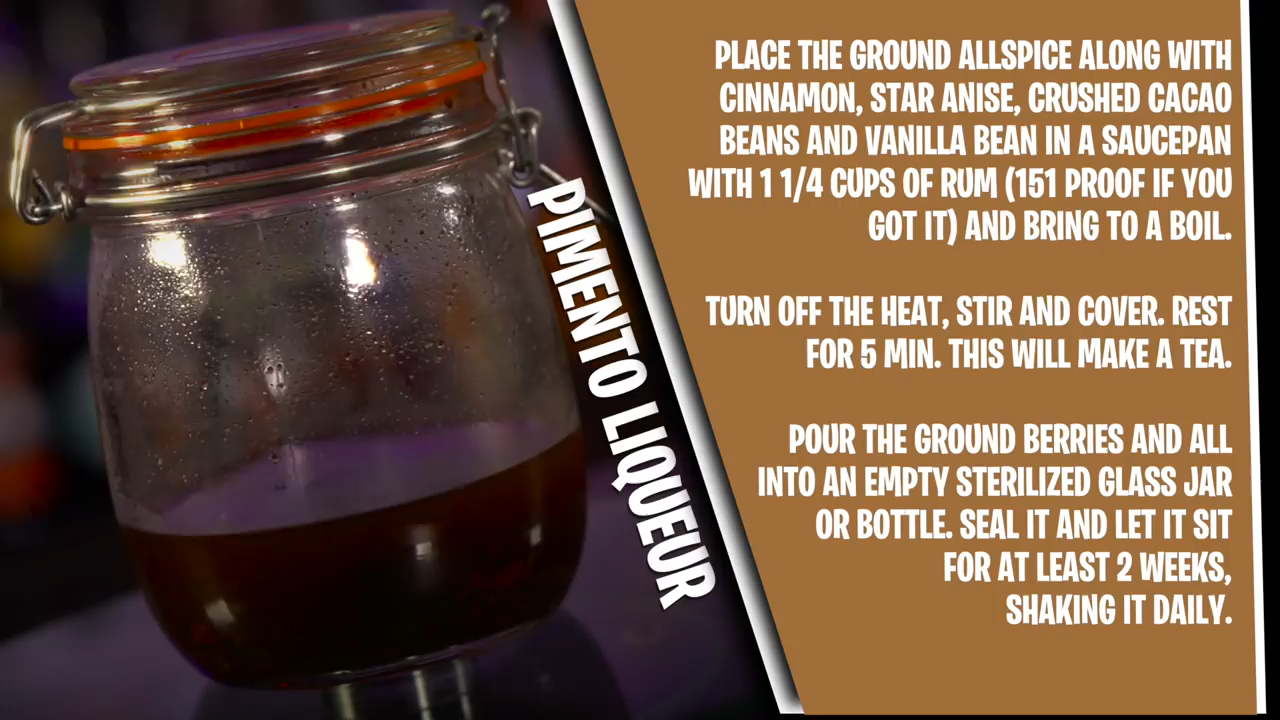 PIMENTO LIQUEUR
PLACE THE GROUND ALLSPICE ALONG WITH
CINNAMON, STAR ANISE, CRUSHED CACAO
BEANS AND VANILLA BEAN IN A SAUCEPAN
WITH 1 1/4 CUPS OF RUM (151 PROOF IF YOU
GOT IT) AND BRING TO A BOIL.
TURN OFF THE HEAT, STIR AND COVER. REST
FOR 5 MIN. THIS WILL MAKE A TEA.
POUR THE GROUND BERRIES AND ALL
INTO AN EMPTY STERILIZED GLASS JAR
OR BOTTLE. SEAL IT AND LET IT SIT
FOR AT LEAST 2 WEEKS,
SHAKING IT DAILY.